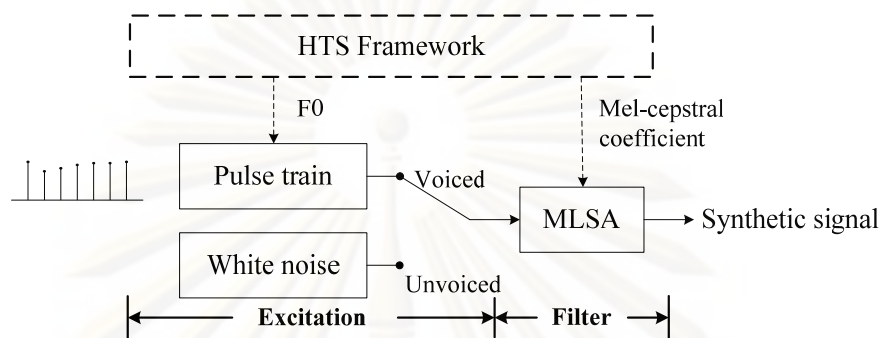 HTS Framework
F0
Mel-cepstral
coefficient
Pulse train
Voiced
MLSA
Synthetic signal
White noise
Unvoiced
Excitation
Filter